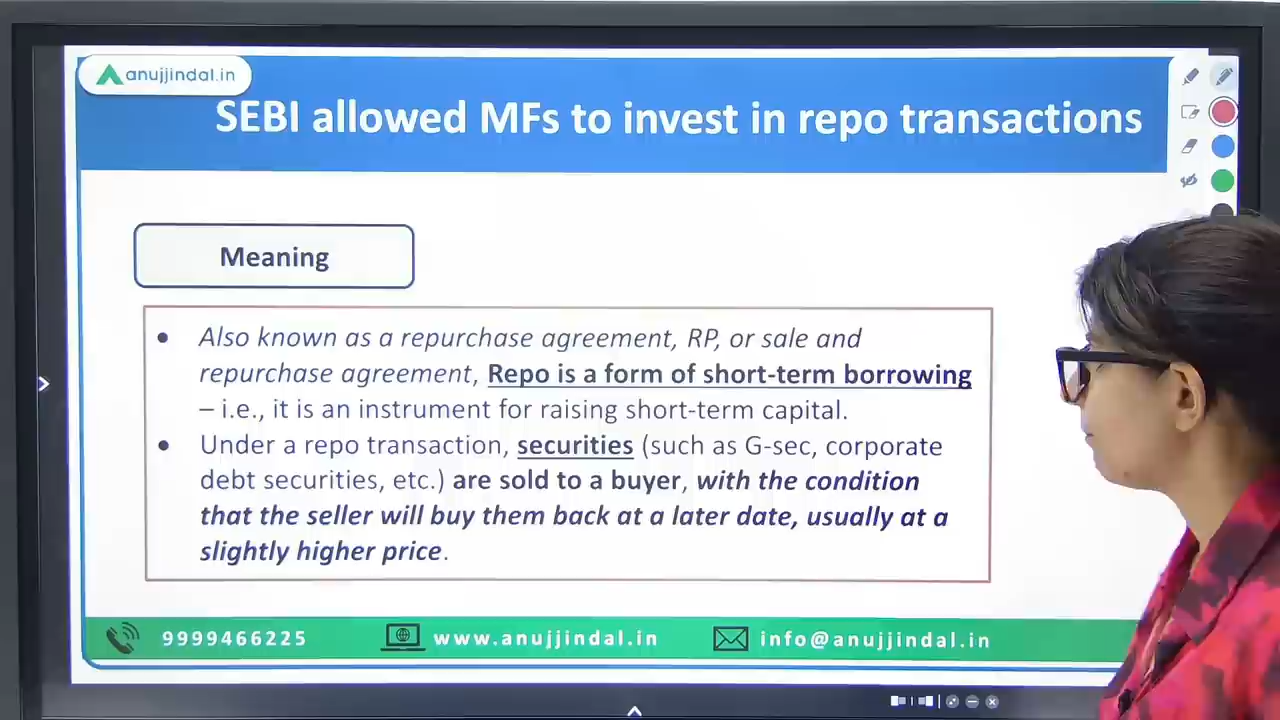 anujjindal.in
SEBI allowed MFs to invest in repo transactions
Meaning
• Also known as a repurchase agreement, RP, or sale and
repurchase agreement, Repo is a form of short-term borrowing
– i.e., it is an instrument for raising short-term capital.
• Under a repo transaction, securities (such as G-sec, corporate
debt securities, etc.) are sold to a buyer, with the condition
that the seller will buy them back at a later date, usually at a
slightly higher price.
9999466225 www.anujjindal.in info@anujjindal.in